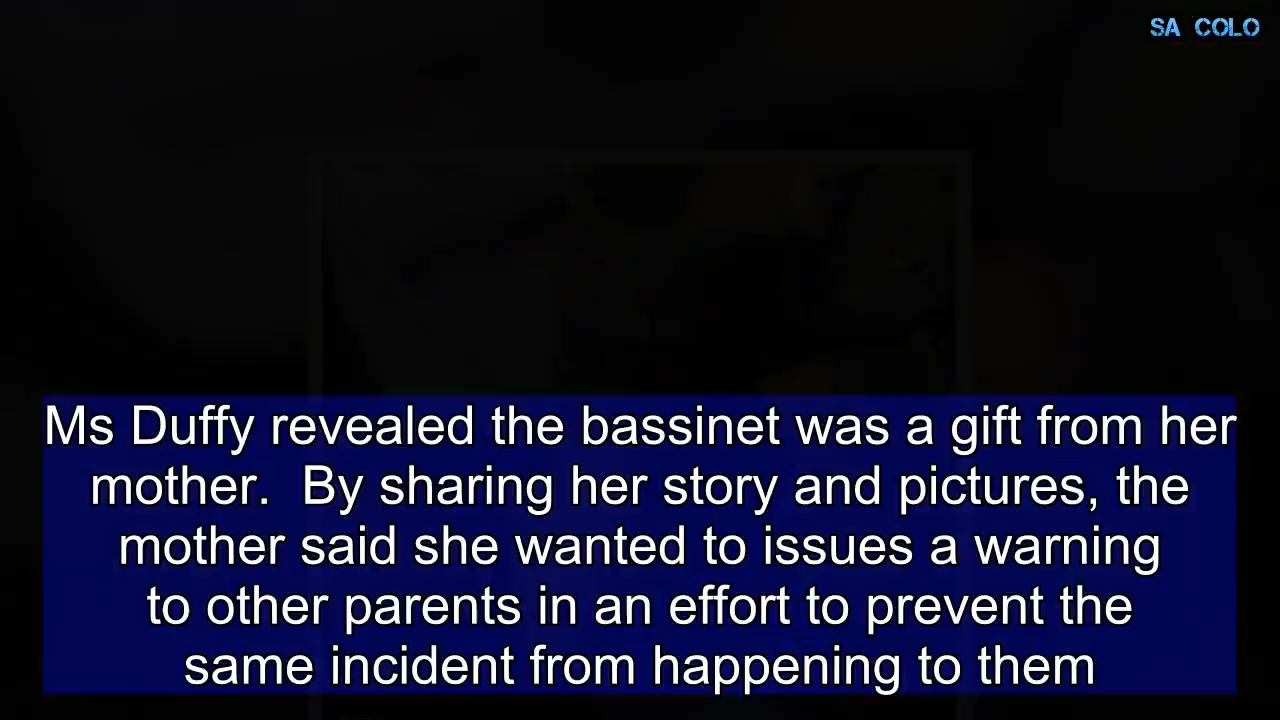 SA COLO
Ms Duffy revealed the bassinet was a gift from her
mother.  By sharing her story and pictures, the
mother said she wanted to issues a warning
to other parents in an effort to prevent the
same incident from happening to them